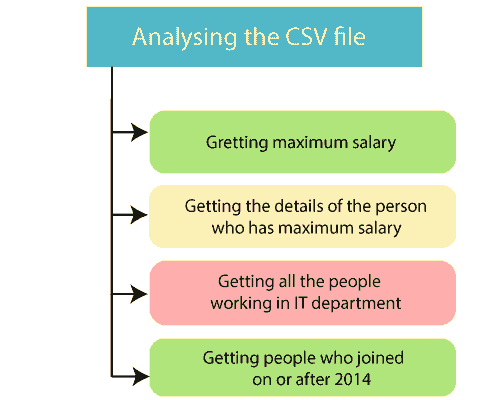 Analysing the CSV file
Gretting maximum salary
Getting the details of the person
who has maximum salary
Getting all the people
working in IT department
Getting people who joined
on or after 2014